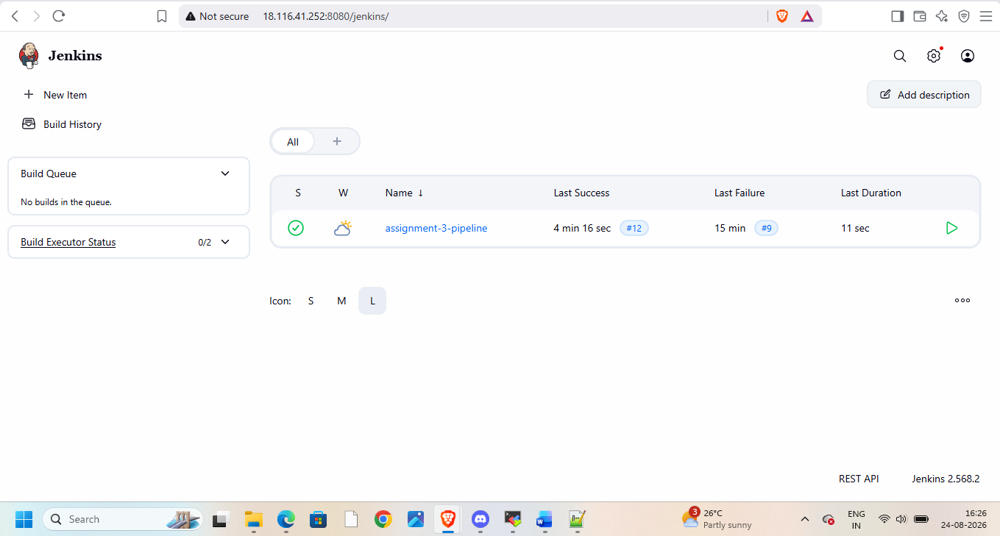 Not secure 18.116.41.252:8080/jenkins/
Jenkins
New Item
Add description
Build History
All +
Build Queue
No builds in the queue.
Build Executor Status 0/2
S W Name ↓ Last Success Last Failure Last Duration
assignment-3-pipeline 4 min 16 sec #12 15 min #9 11 sec
Icon: S M L
REST API Jenkins 2.568.2
Search
3
26°C
Partly sunny
ENG
IN
16:26
24-08-2026